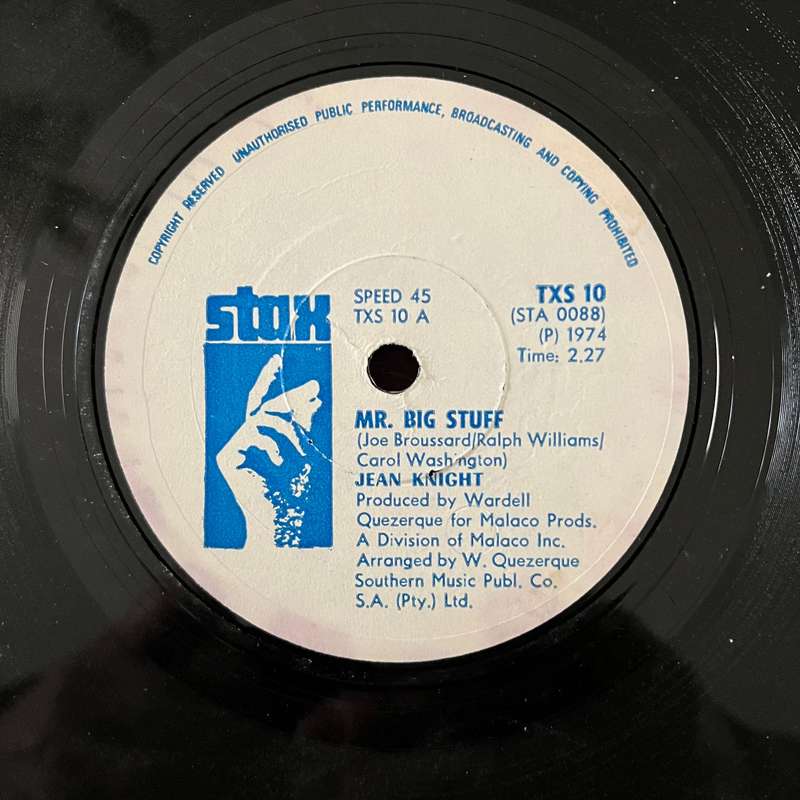 COPYRIGHT RESERVED UNAUTHORISED PUBLIC PERFORMANCE, BROADCASTING AND COPYING PROHIBITED
stax
SPEED 45
TXS 10 A
TXS 10
(STA 0088)
(P) 1974
Time: 2.27
MR. BIG STUFF
(Joe Broussard/Ralph Williams/
Carol Washington)
JEAN KNIGHT
Produced by Wardell
Quezerque for Malaco Prods.
A Division of Malaco Inc.
Arranged by W. Quezerque
Southern Music Publ. Co.
S.A. (Pty.) Ltd.